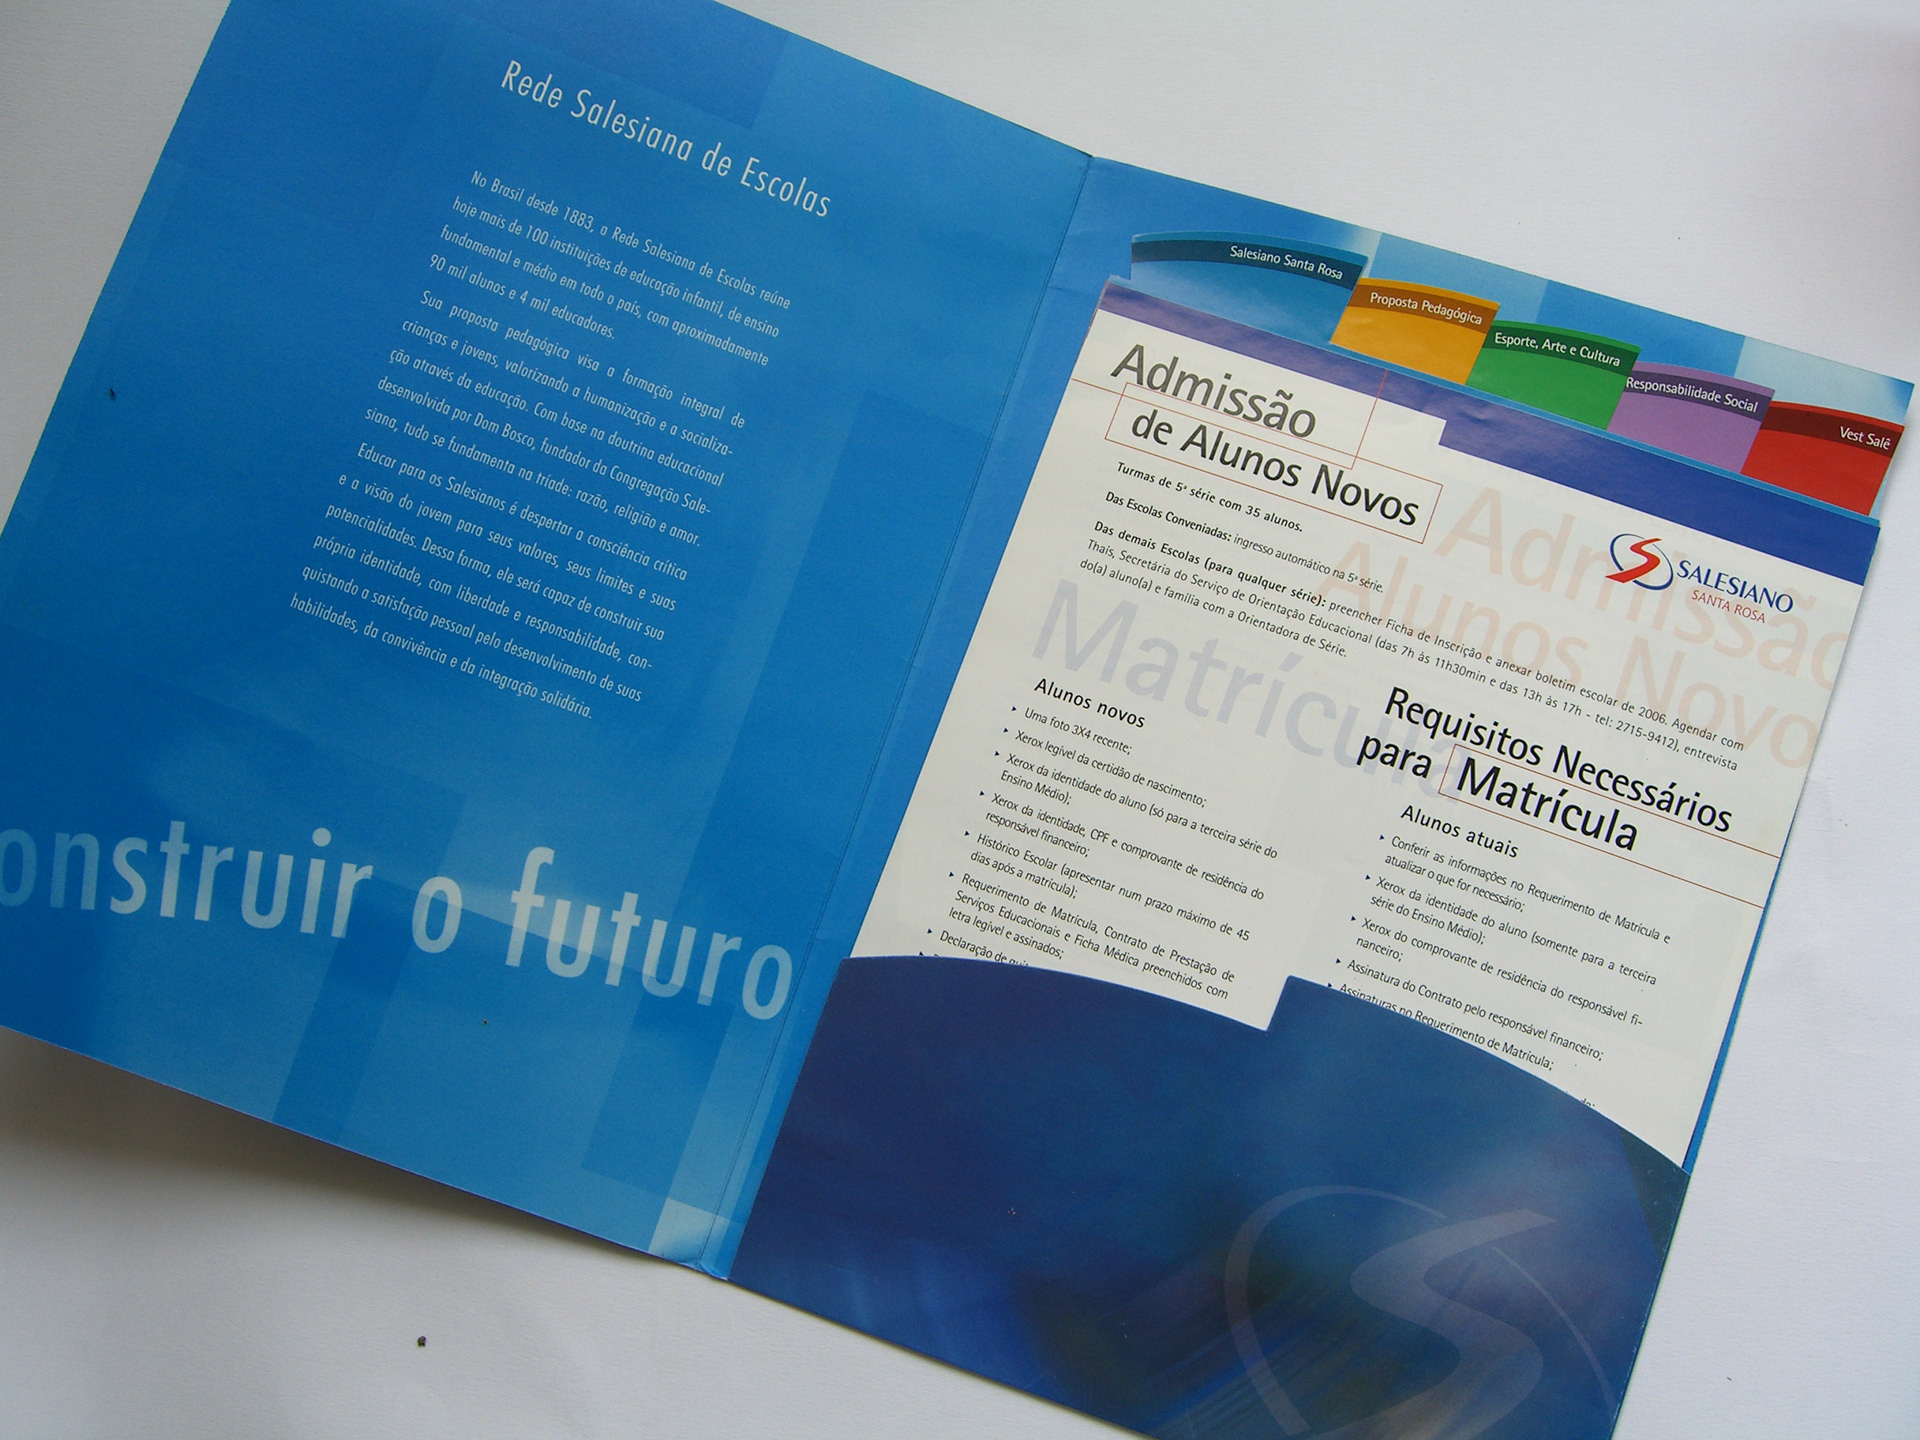 Rede Salesiana de Escolas
No Brasil desde 1883, a Rede Salesiana de Escolas reúne
hoje mais de 100 instituições de educação infantil, de ensino
fundamental e médio em todo o país, com aproximadamente
90 mil alunos e 4 mil educadores.
Sua proposta pedagógica visa a formação integral de
crianças e jovens, valorizando a humanização e a socializa-
ção através da educação. Com base na doutrina educacional
desenvolvida por Dom Bosco, fundador da Congregação Sale-
siana, tudo se fundamenta na tríade: razão, religião e amor.
Educar para os Salesianos é despertar a consciência crítica
e a visão do jovem para seus valores, seus limites e suas
potencialidades. Dessa forma, ele será capaz de construir sua
própria identidade, com liberdade e responsabilidade, con-
quistando a satisfação pessoal pelo desenvolvimento de suas
habilidades, da convivência e da integração solidária.
onstruir o futuro
Salesiano Santa Rosa
Proposta Pedagógica
Esporte, Arte e Cultura
Responsabilidade Social
Vest Salê
Admissão
de Alunos Novos
SALESIANO
SANTA ROSA
Admissão
Alunos Novo
Turmas de 5ª série com 35 alunos.
Das Escolas Conveniadas: ingresso automático na 5ª série.
Das demais Escolas (para qualquer série): preencher Ficha de Inscrição e anexar boletim escolar de 2006. Agendar com
Thaís, Secretária do Serviço de Orientação Educacional (das 7h às 11h30min e das 13h às 17h - tel: 2715-9412), entrevista
do(a) aluno(a) e família com a Orientadora de Série.
Matrícula
Requisitos Necessários
para Matrícula
Alunos novos
Uma foto 3X4 recente;
Xerox legível da certidão de nascimento;
Xerox da identidade do aluno (só para a terceira série do
Ensino Médio);
Xerox da identidade, CPF e comprovante de residência do
responsável financeiro;
Histórico Escolar (apresentar num prazo máximo de 45
dias após a matrícula);
Requerimento de Matrícula, Contrato de Prestação de
Serviços Educacionais e Ficha Médica preenchidos com
letra legível e assinados;
Declaração de
Alunos atuais
Conferir as informações no Requerimento de Matrícula e
atualizar o que for necessário;
Xerox da identidade do aluno (somente para a terceira
série do Ensino Médio);
Xerox do comprovante de residência do responsável fi-
nanceiro;
Assinatura do Contrato pelo responsável financeiro;
Assinaturas no Requerimento de Matrícula;